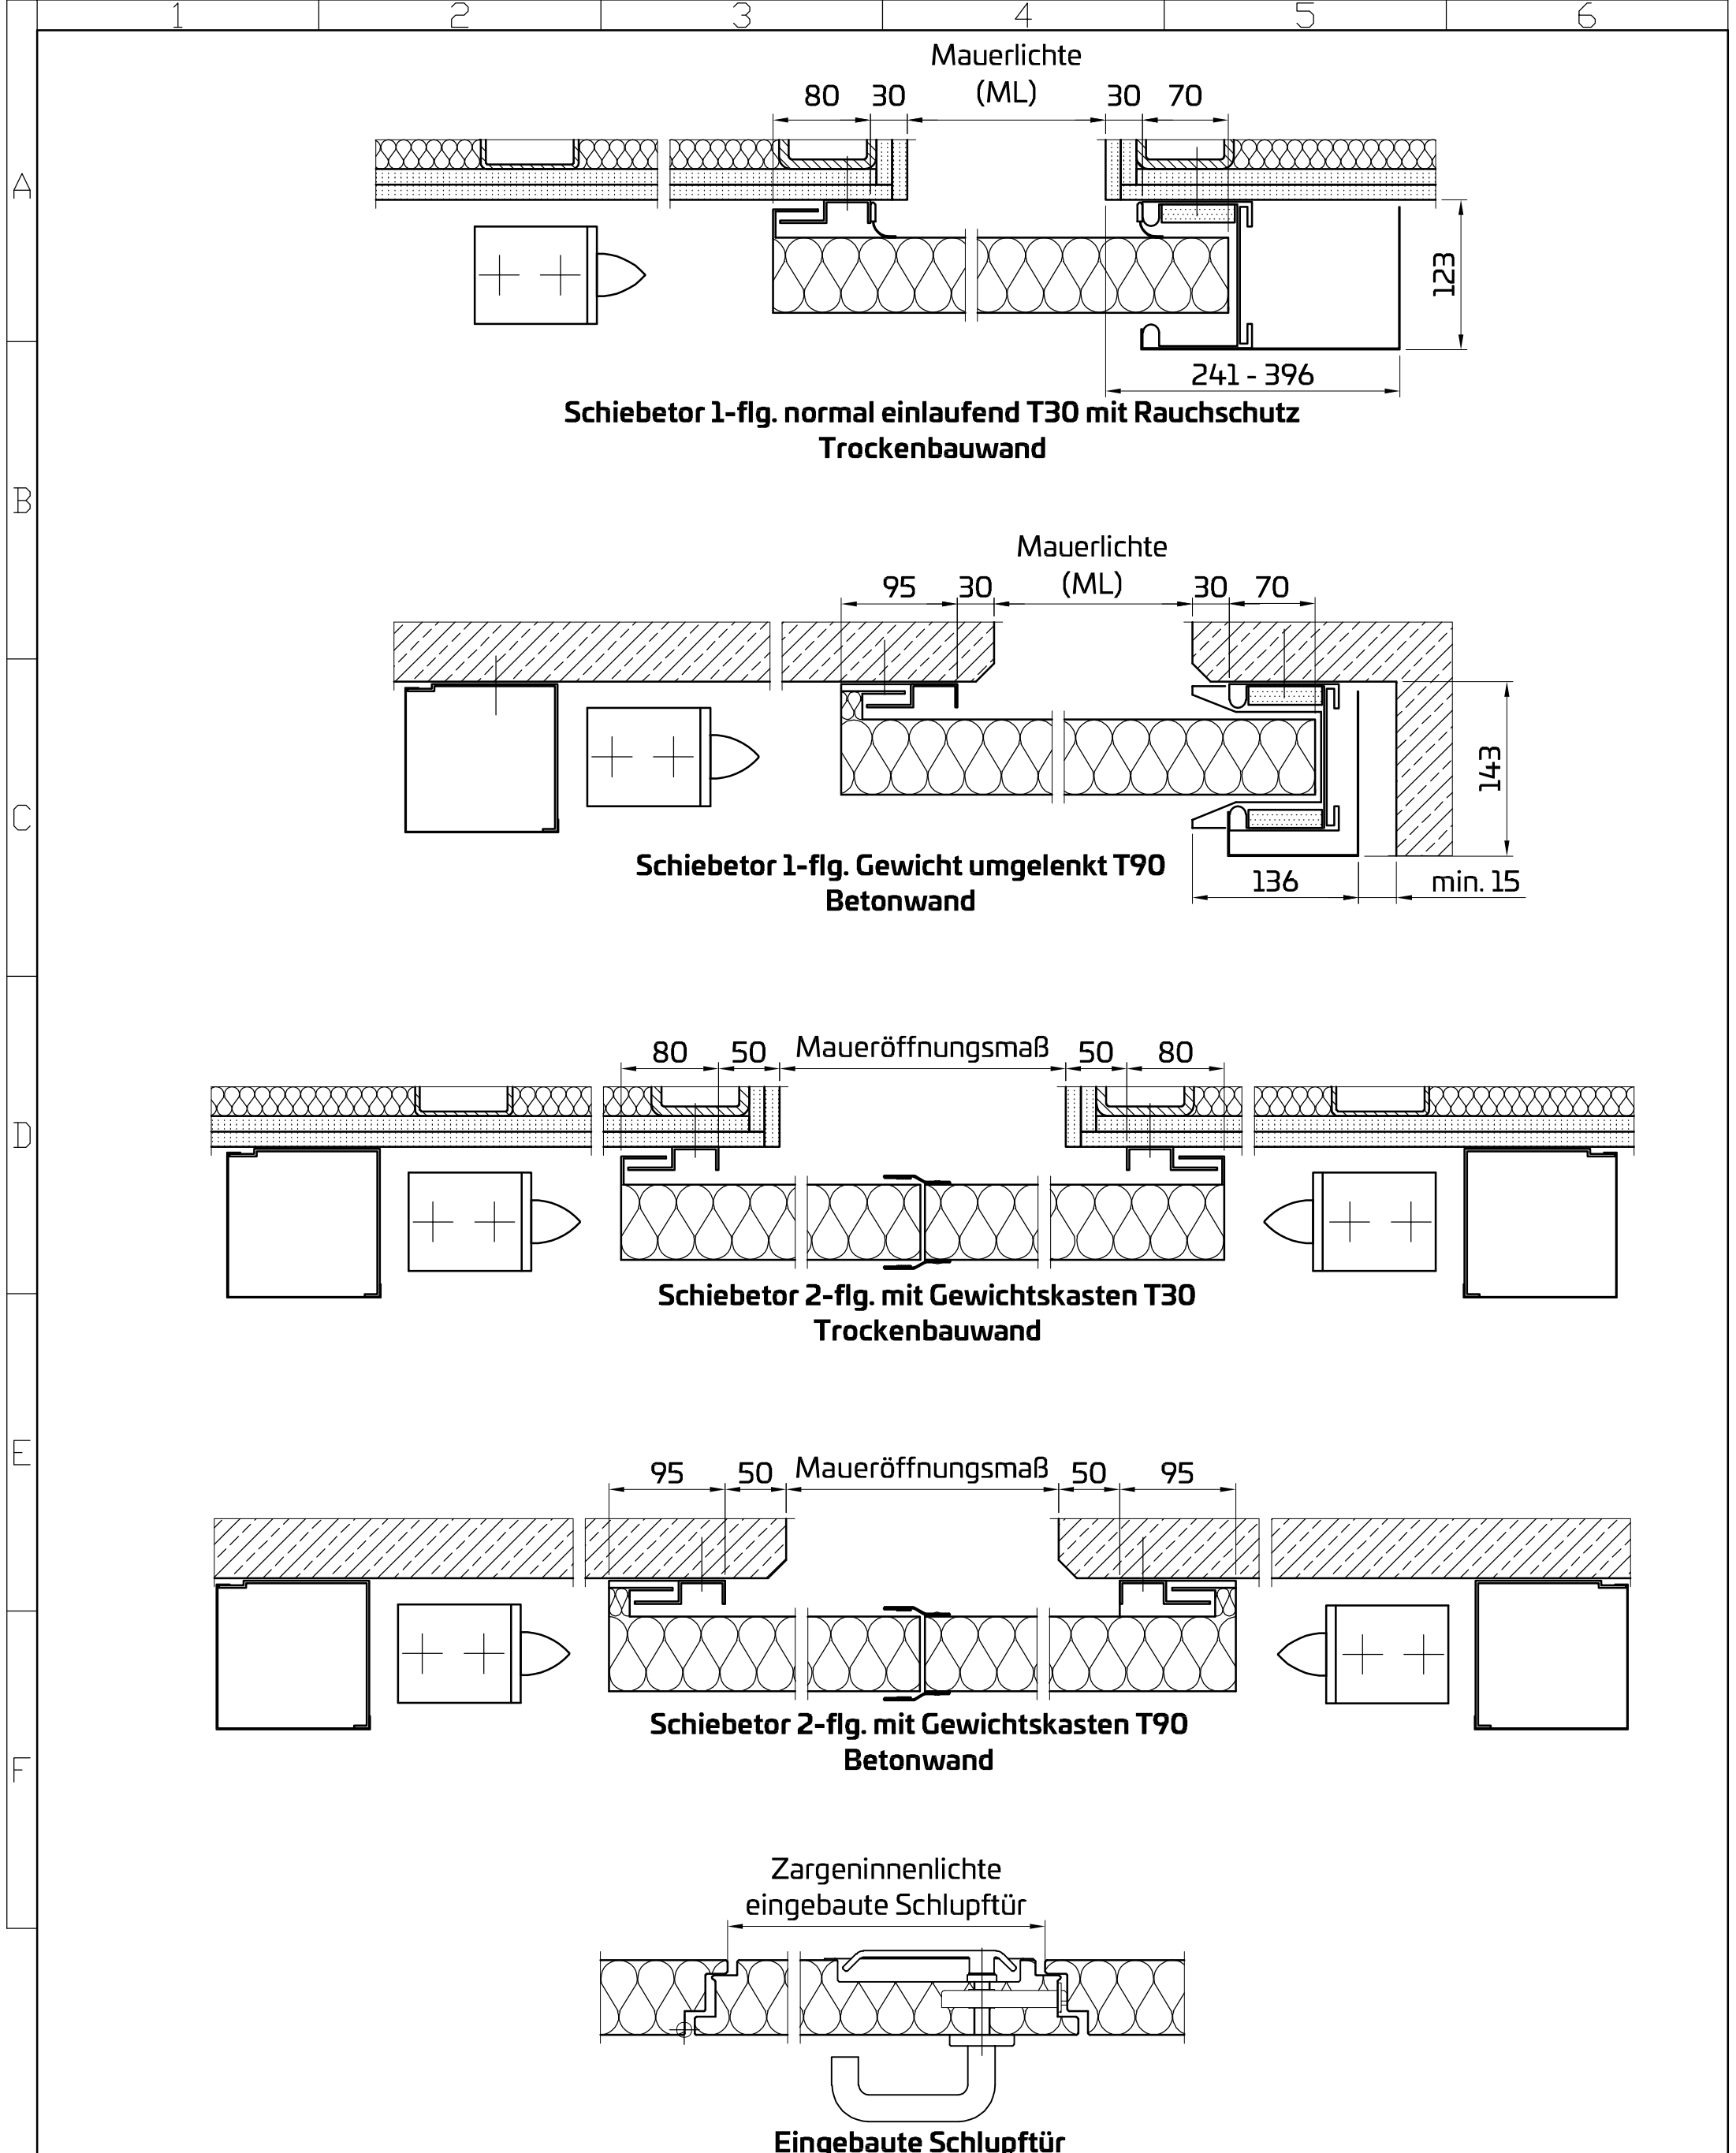 1 2 3 4 5 6
Mauerlichte
80 30 (ML) 30 70
A
123
241 - 396
Schiebetor 1-flg. normal einlaufend T30 mit Rauchschutz
Trockenbauwand
B
Mauerlichte
95 30 (ML) 30 70
143
C
Schiebetor 1-flg. Gewicht umgelenkt T90
136 min. 15
Betonwand
80 50 Maueröffnungsmaß 50 80
D
Schiebetor 2-flg. mit Gewichtskasten T30
Trockenbauwand
E
95 50 Maueröffnungsmaß 50 95
Schiebetor 2-flg. mit Gewichtskasten T90
Betonwand
F
Zargeninnenlichte
eingebaute Schlupftür
Eingebaute Schlupftür